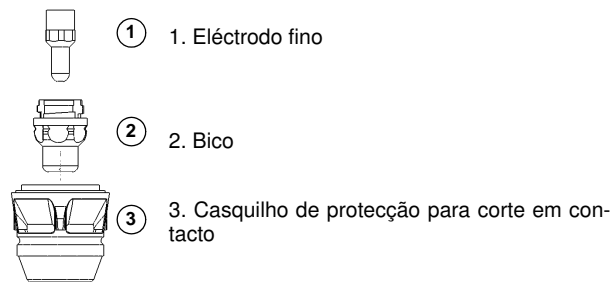 1
1. Eléctrodo fino
2
2. Bico
3
3. Casquilho de protecção para corte em con-
tacto